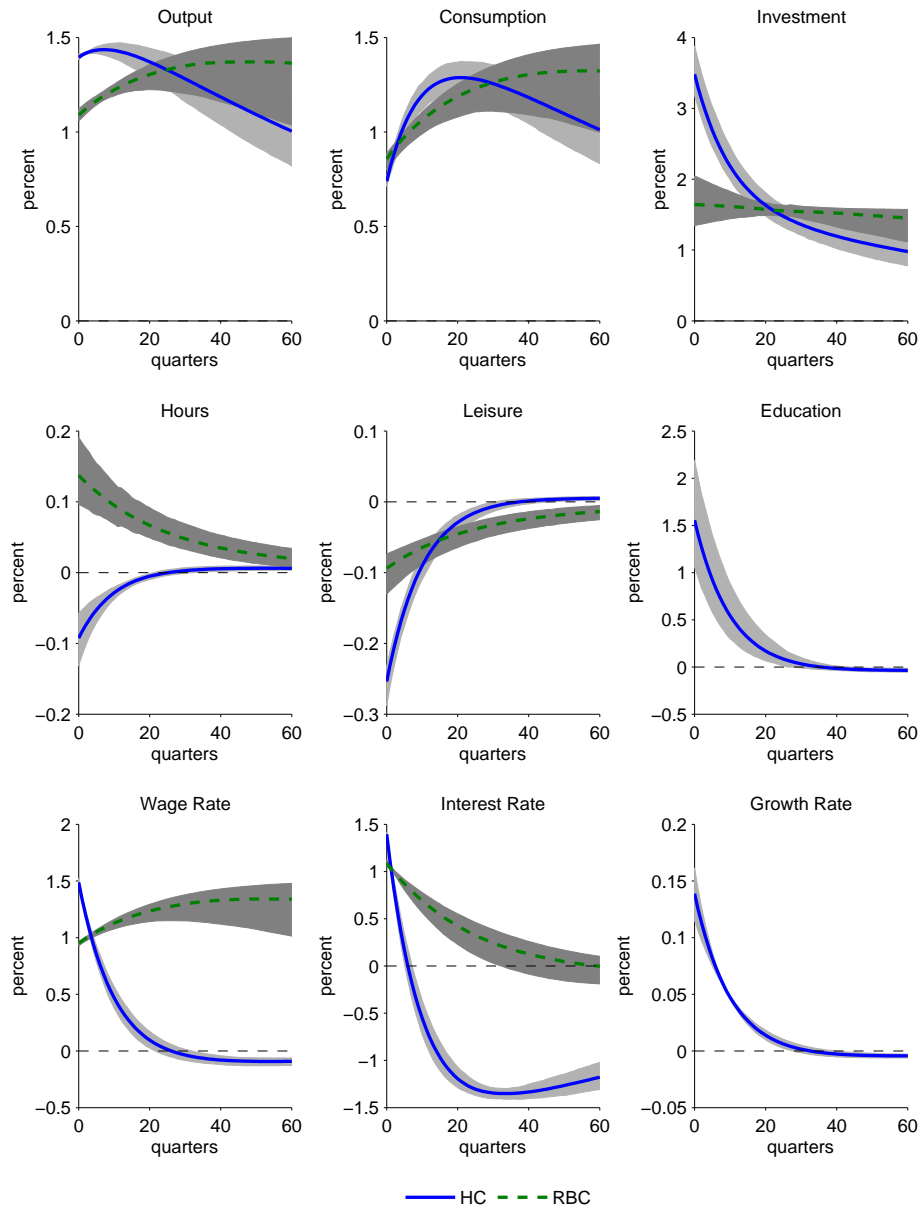 Output Consumption Investment
1.5 1.5 4
3
1 1
percent percent percent
2
0.5 0.5
1
0 0 0
0 20 40 60 0 20 40 60 0 20 40 60
quarters quarters quarters
Hours Leisure Education
0.2 0.1 2.5
2
0.1 0
1.5
percent percent percent
0 −0.1 1
0.5
−0.1 −0.2
0
−0.2 −0.3 −0.5
0 20 40 60 0 20 40 60 0 20 40 60
quarters quarters quarters
Wage Rate Interest Rate Growth Rate
2 1.5 0.2
1.5 1 0.15
0.5
1 0.1
percent percent percent
0
0.5 0.05
−0.5
0 −1 0
−0.5 −1.5 −0.05
0 20 40 60 0 20 40 60 0 20 40 60
quarters quarters quarters
HC RBC